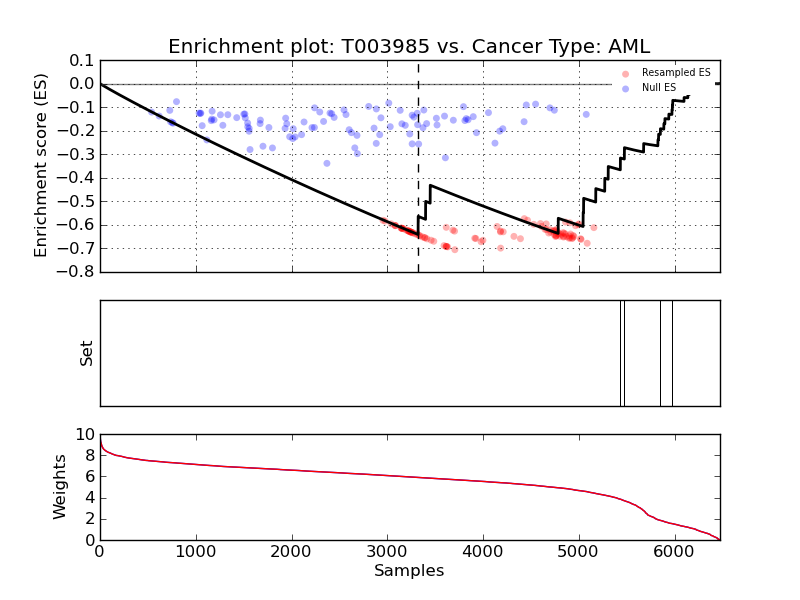 Enrichment plot: T003985 vs. Cancer Type: AML
0.1
0.0
−0.1
−0.2
−0.3
−0.4
−0.5
−0.6
−0.7
−0.8
Enrichment score (ES)
Resampled ES
Null ES
Set
10
8
6
4
2
0
Weights
0 1000 2000 3000 4000 5000 6000
Samples